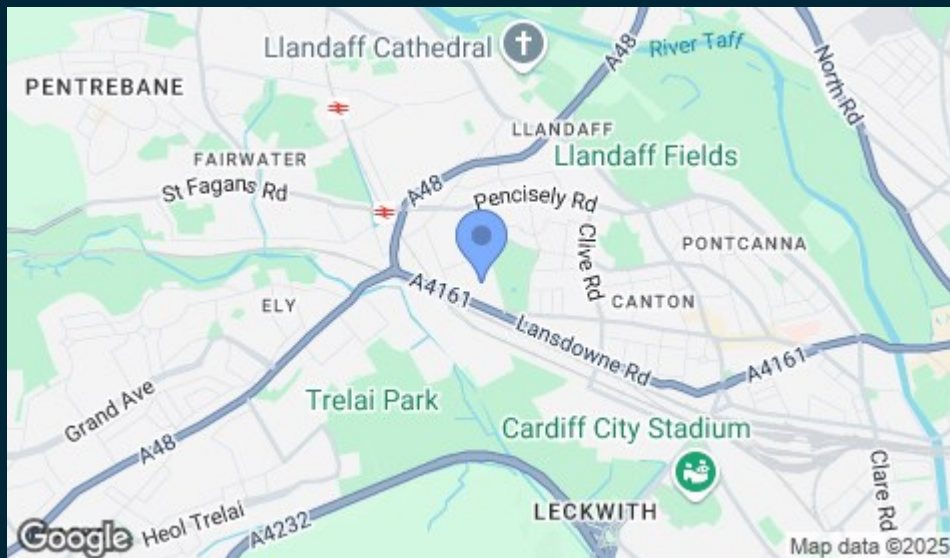 Llandaff Cathedral
A48
River Taff
North Rd
PENTREBANE
LLANDAFF
Llandaff Fields
FAIRWATER
St Fagans Rd
A48
Pencisely Rd
Clive Rd
PONTCANNA
ELY
A4161
CANTON
Lansdowne Rd
A4161
Grand Ave
Trelai Park
A48
Cardiff City Stadium
Clare Rd
Heol Trelai
A4232
LECKWITH
Google
Map data ©2025